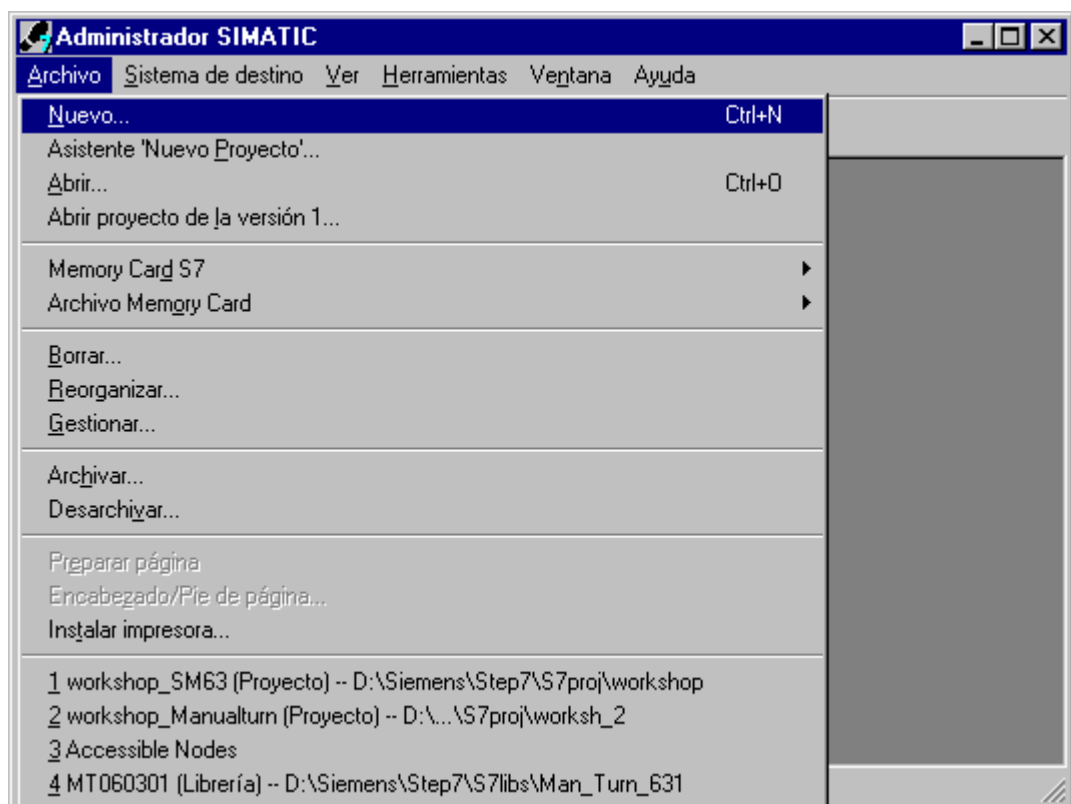 Administrador SIMATIC
Archivo Sistema de destino Ver Herramientas Ventana Ayuda
Nuevo... Ctrl+N
Asistente 'Nuevo Proyecto'...
Abrir... Ctrl+O
Abrir proyecto de la versión 1...
Memory Card S7
Archivo Memory Card
Borrar...
Reorganizar...
Gestionar...
Archivar...
Desarchivar...
Preparar página
Encabezado/Pie de página...
Instalar impresora...
1 workshop_SM63 (Proyecto) -- D:\Siemens\Step7\S7proj\workshop
2 workshop_Manualturn (Proyecto) -- D:\...\S7proj\worksh_2
3 Accessible Nodes
4 MT060301 (Librería) -- D:\Siemens\Step7\S7libs\Man_Turn_631